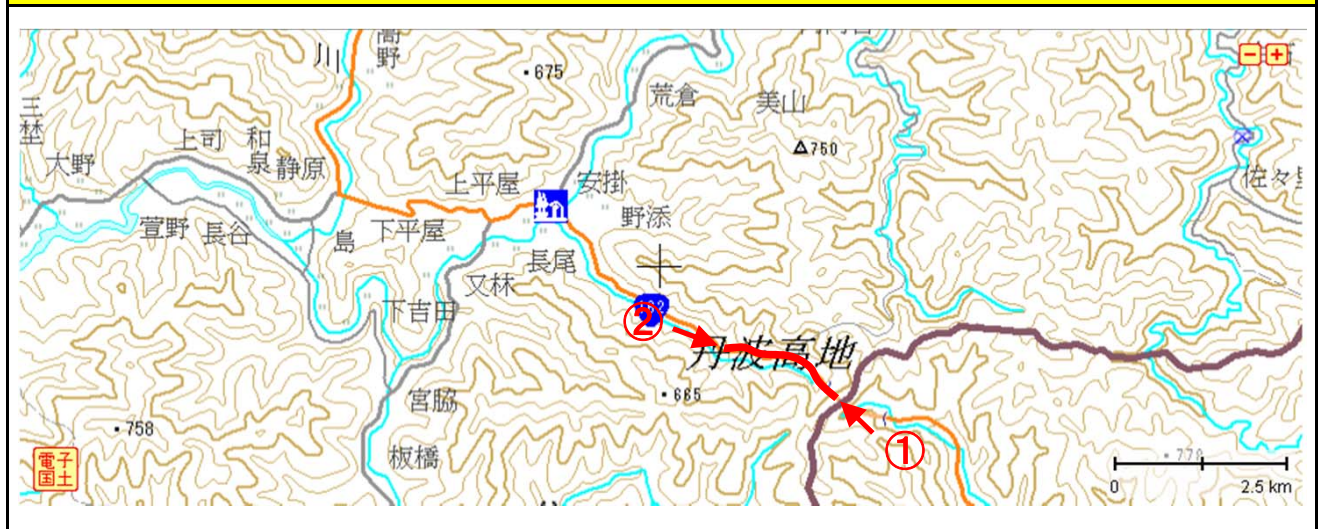 川
高野
・675
荒倉
美山
三埜
上司
和泉
大野
静原
△750
上平屋
安掛
佐々里
野添
萱野
長谷
島
下平屋
長尾
又林
下吉田
②
丹波高地
・665
宮脇
・758
①
板橋
電子国土
・778
0
2.5 km